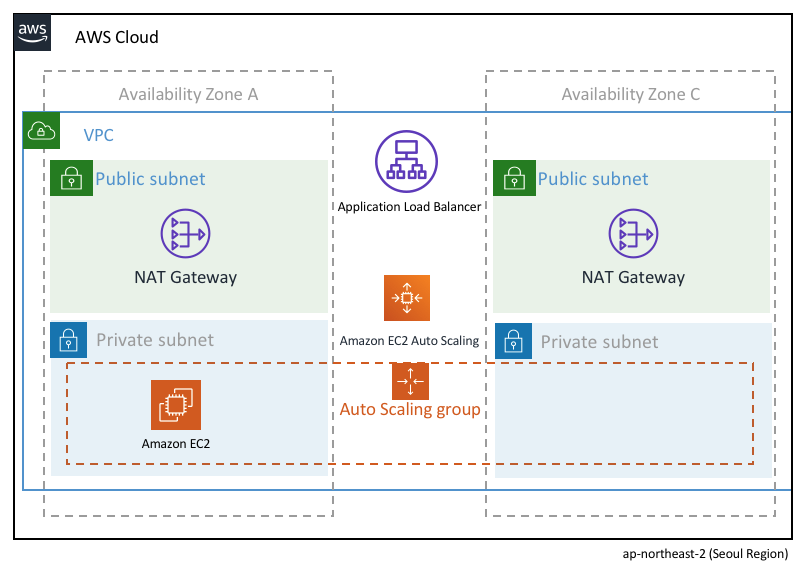 aws
AWS Cloud
Availability Zone A
Availability Zone C
VPC
Public subnet
Public subnet
Application Load Balancer
NAT Gateway
NAT Gateway
Amazon EC2 Auto Scaling
Private subnet
Private subnet
Auto Scaling group
Amazon EC2
ap-northeast-2 (Seoul Region)